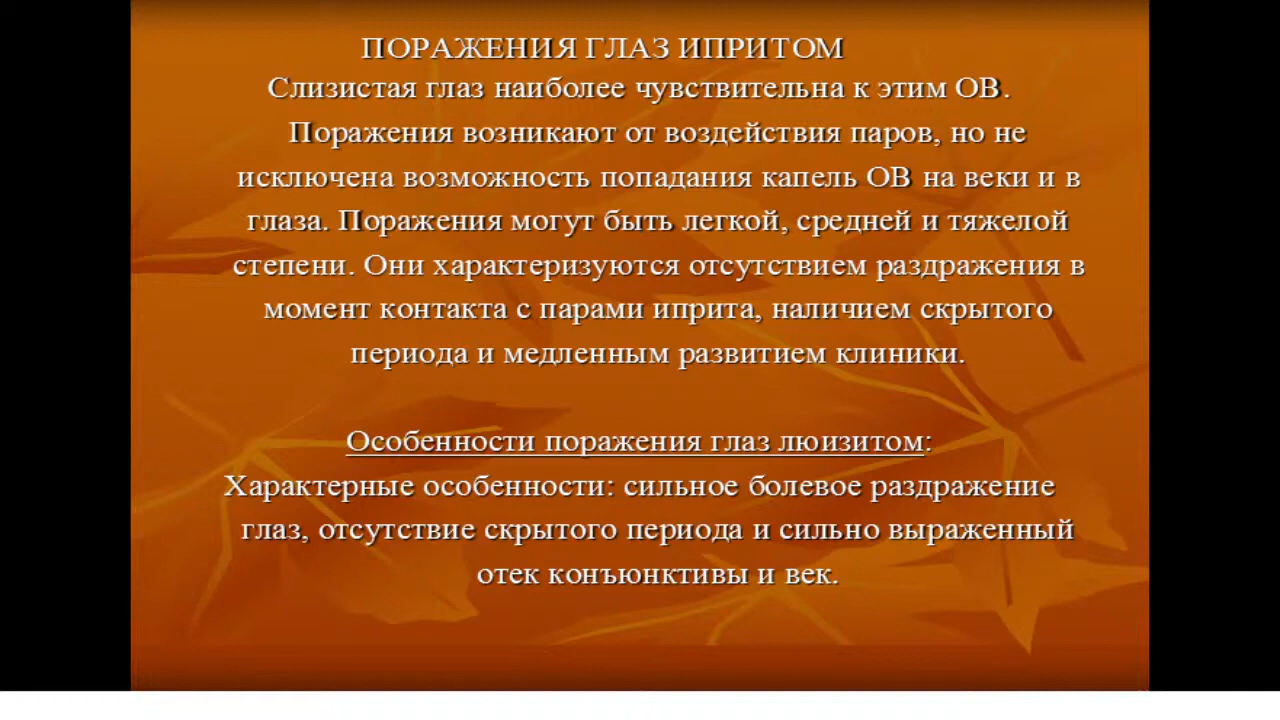 ПОРАЖЕНИЯ ГЛАЗ ИПРИТОМ
Слизистая глаз наиболее чувствительна к этим ОВ.
Поражения возникают от воздействия паров, но не
исключена возможность попадания капель ОВ на веки и в
глаза. Поражения могут быть легкой, средней и тяжелой
степени. Они характеризуются отсутствием раздражения в
момент контакта с парами иприта, наличием скрытого
периода и медленным развитием клиники.
Особенности поражения глаз люизитом:
Характерные особенности: сильное болевое раздражение
глаз, отсутствие скрытого периода и сильно выраженный
отек конъюнктивы и век.